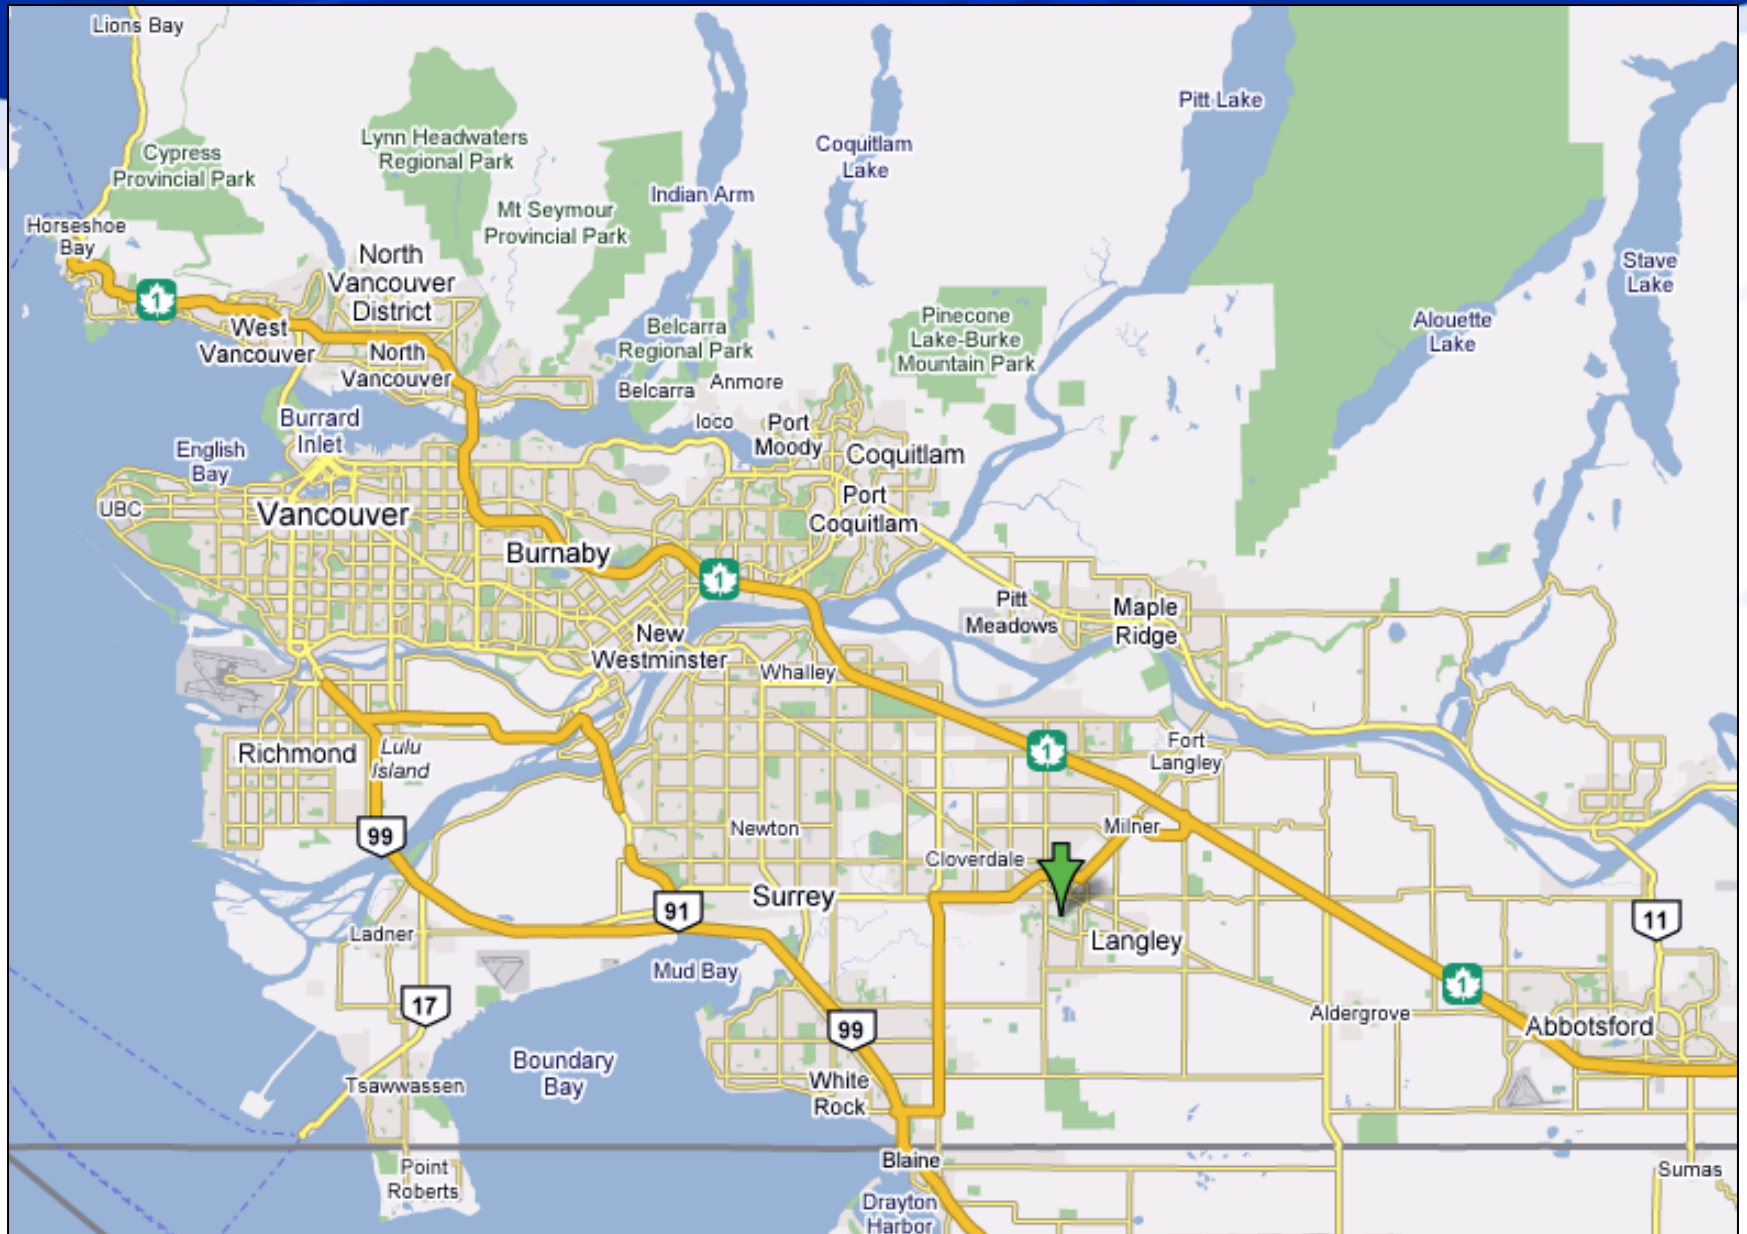 Lions Bay
Cypress
Provincial Park
Lynn Headwaters
Regional Park
Mt Seymour
Provincial Park
Indian Arm
Coquitlam
Lake
Pitt Lake
Horseshoe
Bay
North
Vancouver
District
1
West
Vancouver
North
Vancouver
Belcarra
Regional Park
Belcarra
Anmore
Pinecone
Lake-Burke
Mountain Park
Alouette
Lake
Stave
Lake
Burrard
Inlet
English
Bay
Ioco
Port
Moody
Coquitlam
Port
Coquitlam
UBC
Vancouver
Burnaby
1
Pitt
Meadows
Maple
Ridge
New
Westminster
Whalley
Richmond
Lulu
Island
1
Fort
Langley
99
Newton
Milner
Cloverdale
Surrey
91
Langley
11
Ladner
Mud Bay
17
99
1
Aldergrove
Abbotsford
Boundary
Bay
Tsawwassen
White
Rock
Point
Roberts
Blaine
Sumas
Drayton
Harbor